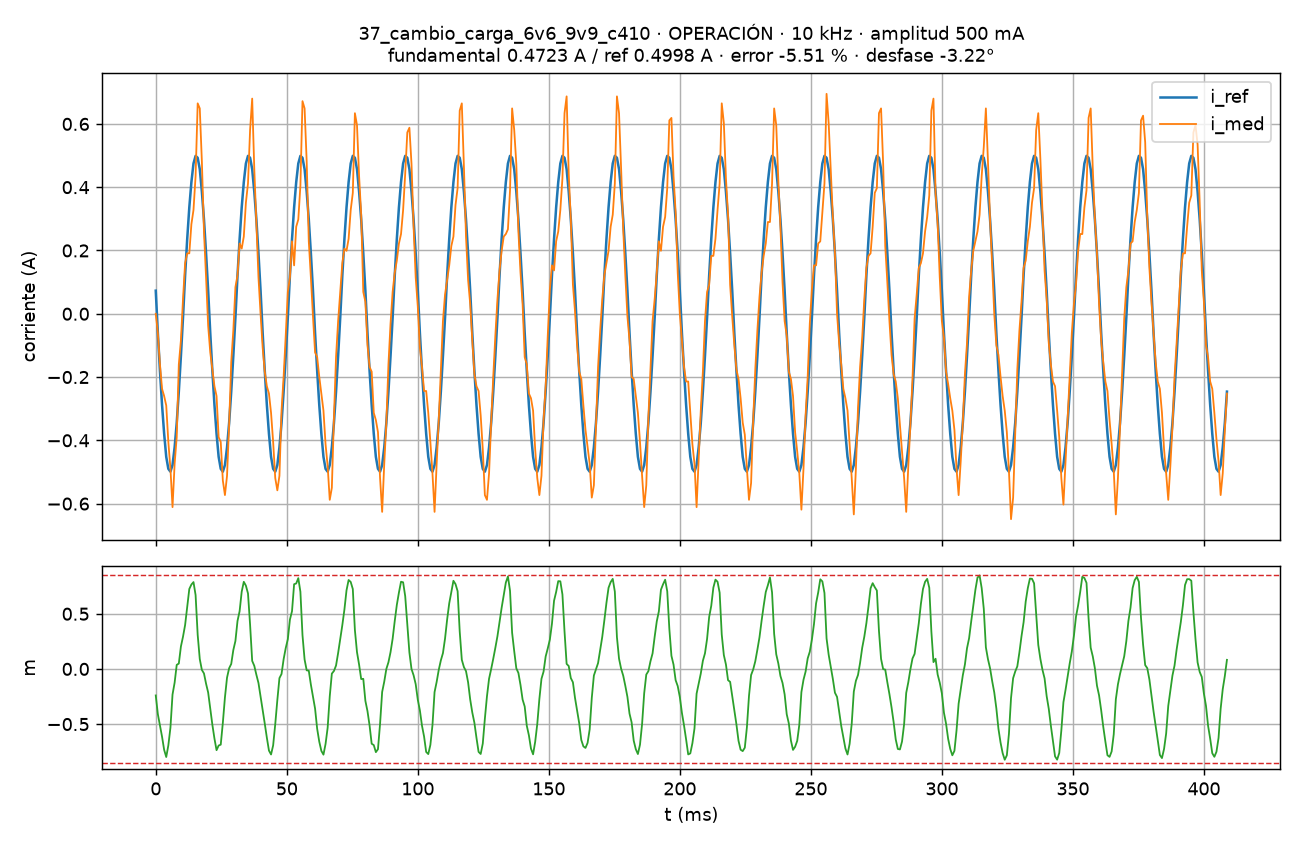 37_cambio_carga_6v6_9v9_c410 · OPERACIÓN · 10 kHz · amplitud 500 mA
fundamental 0.4723 A / ref 0.4998 A · error -5.51 % · desfase -3.22°
i_ref
i_med
corriente (A)
0.6
0.4
0.2
0.0
−0.2
−0.4
−0.6
m
0.5
0.0
−0.5
0
50
100
150
200
250
300
350
400
t (ms)